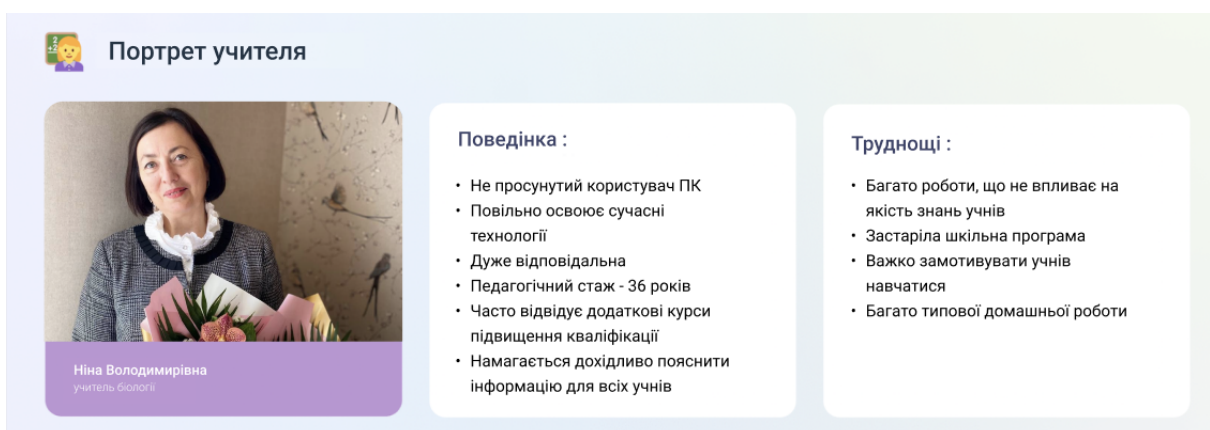 Портрет учителя
Ніна Володимирівна
учитель біології
Поведінка :
• Не просунутий користувач ПК
• Повільно освоює сучасні
технології
• Дуже відповідальна
• Педагогічний стаж - 36 років
• Часто відвідує додаткові курси
підвищення кваліфікації
• Намагається дохідливо пояснити
інформацію для всіх учнів
Труднощі :
• Багато роботи, що не впливає на
якість знань учнів
• Застаріла шкільна програма
• Важко замотивувати учнів
навчатися
• Багато типової домашньої роботи